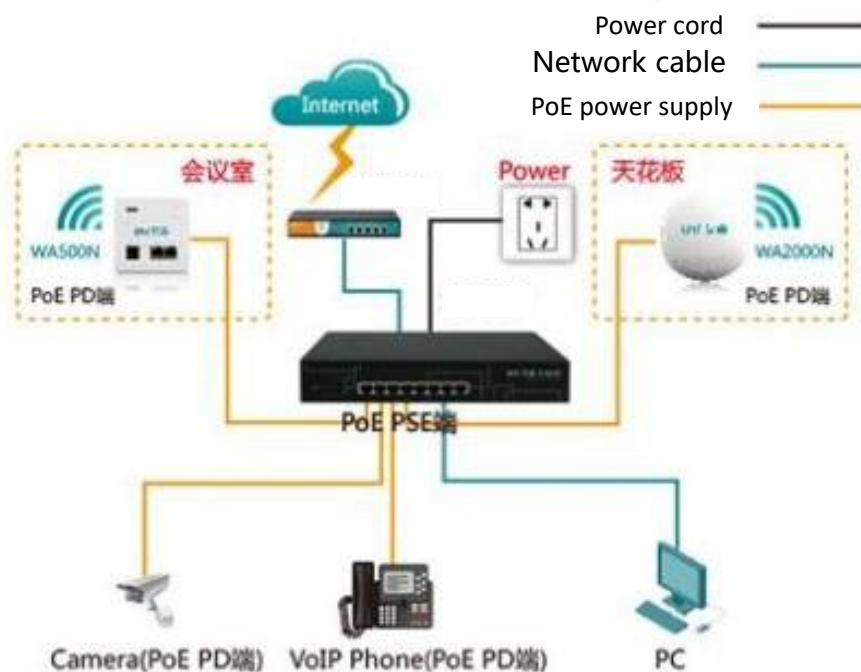 Power cord
Network cable
PoE power supply
Internet
会议室
Power
天花板
WA500N
WA2000N
PoE PD端
PoE PD端
PoE PSE端
Camera(PoE PD端)
VoIP Phone(PoE PD端)
PC